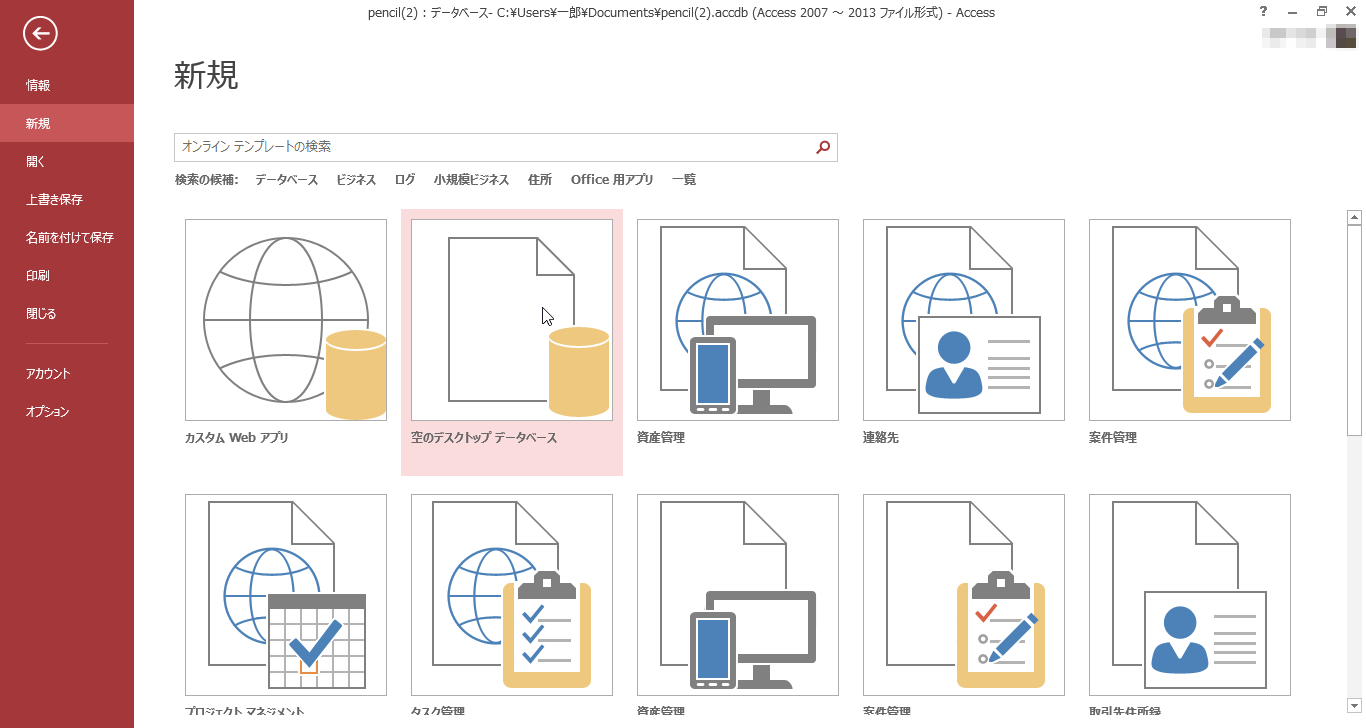 pencil(2) : データベース- C:¥Users¥一郎¥Documents¥pencil(2).accdb (Access 2007 ～ 2013 ファイル形式) - Access
?
情報
新規
開く
上書き保存
名前を付けて保存
印刷
閉じる
アカウント
オプション
新規
オンライン テンプレートの検索
検索の候補: データベース ビジネス ログ 小規模ビジネス 住所 Office 用アプリ 一覧
カスタム Web アプリ 空のデスクトップ データベース 資産管理 連絡先 案件管理
プロジェクト マネジメント タスク管理 資産管理 案件管理 取引先住所録